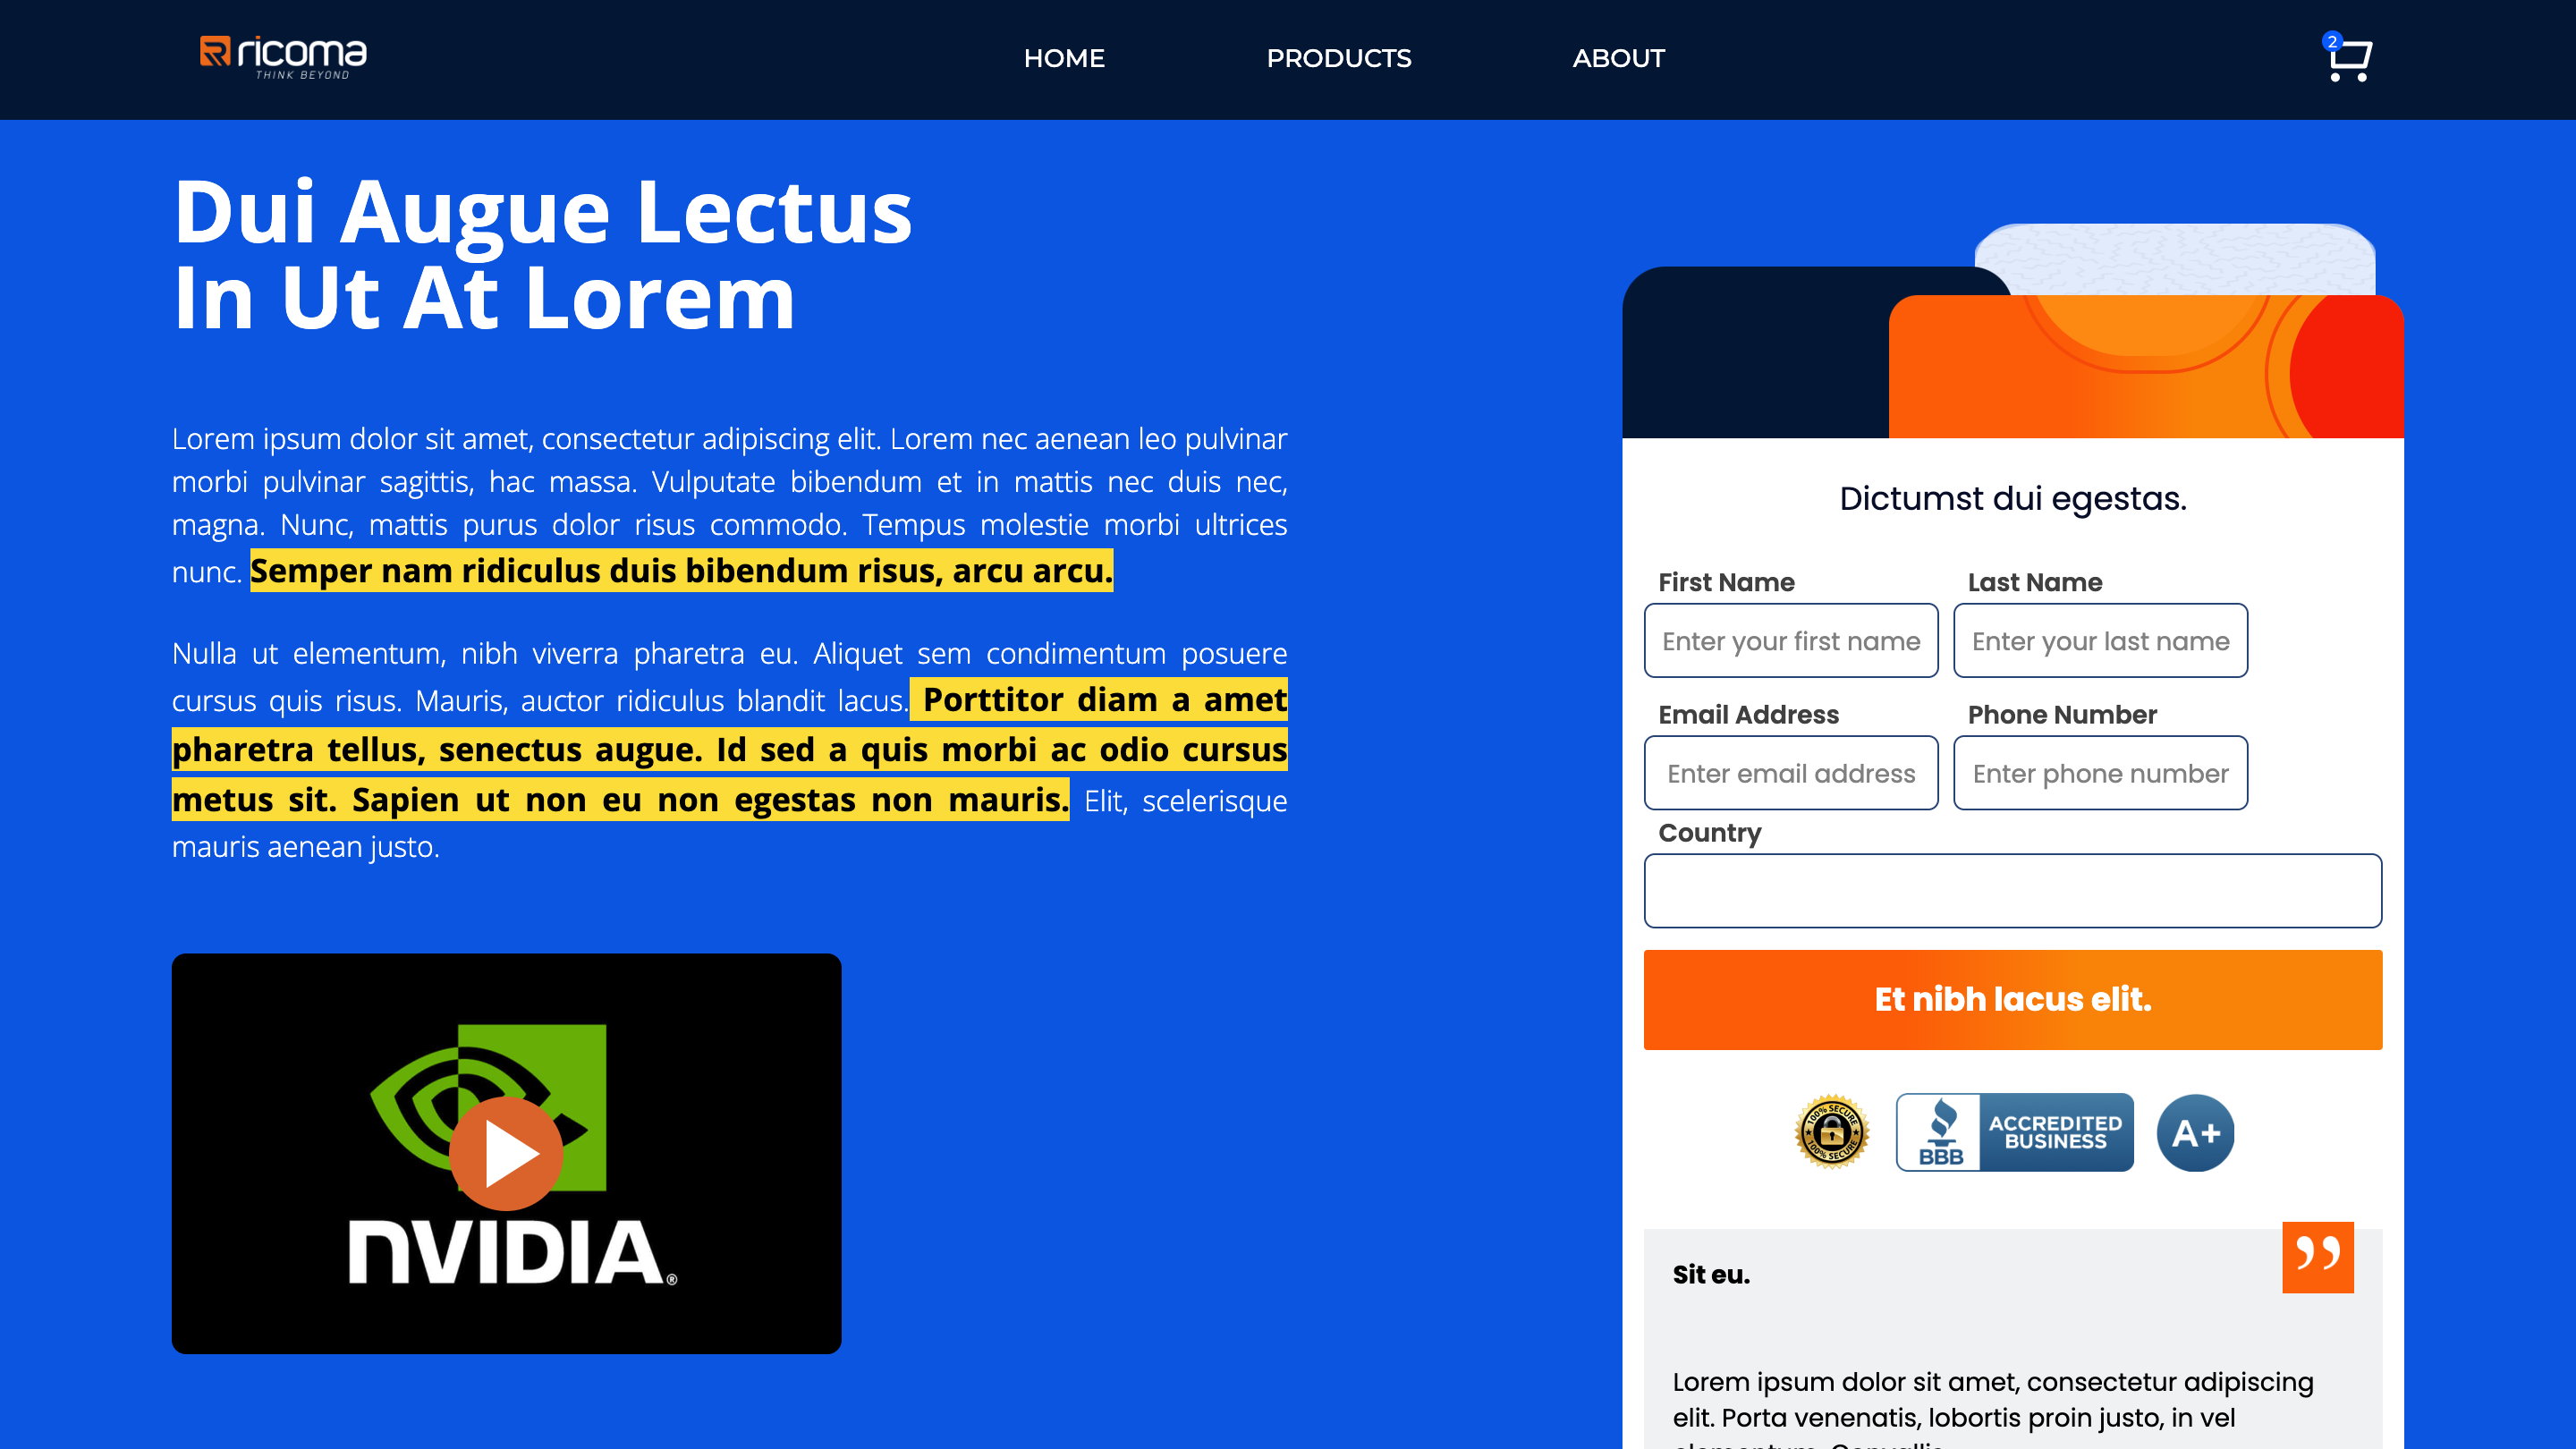 ricoma
THINK BEYOND
HOME
PRODUCTS
ABOUT
2
Dui Augue Lectus
In Ut At Lorem
Lorem ipsum dolor sit amet, consectetur adipiscing elit. Lorem nec aenean leo pulvinar
morbi pulvinar sagittis, hac massa. Vulputate bibendum et in mattis nec duis nec,
magna. Nunc, mattis purus dolor risus commodo. Tempus molestie morbi ultrices
nunc. Semper nam ridiculus duis bibendum risus, arcu arcu.
Nulla ut elementum, nibh viverra pharetra eu. Aliquet sem condimentum posuere
cursus quis risus. Mauris, auctor ridiculus blandit lacus. Porttitor diam a amet
pharetra tellus, senectus augue. Id sed a quis morbi ac odio cursus
metus sit. Sapien ut non eu non egestas non mauris. Elit, scelerisque
mauris aenean justo.
NVIDIA®
Dictumst dui egestas.
First Name
Last Name
Enter your first name
Enter your last name
Email Address
Phone Number
Enter email address
Enter phone number
Country
Et nibh lacus elit.
100% SECURE
100% SECURE
BBB
ACCREDITED
BUSINESS
A+
Sit eu.
”
Lorem ipsum dolor sit amet, consectetur adipiscing
elit. Porta venenatis, lobortis proin justo, in vel